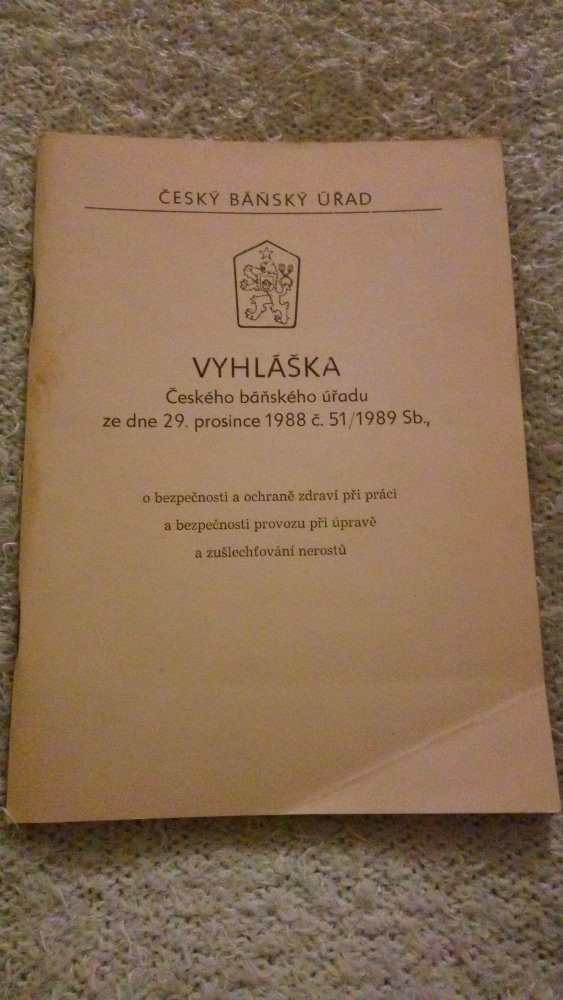 ČESKÝ BÁŇSKÝ ÚŘAD
VYHLÁŠKA
Českého báňského úřadu
ze dne 29. prosince 1988 č. 51/1989 Sb.,
o bezpečnosti a ochraně zdraví při práci
a bezpečnosti provozu při úpravě
a zušlechťování nerostů